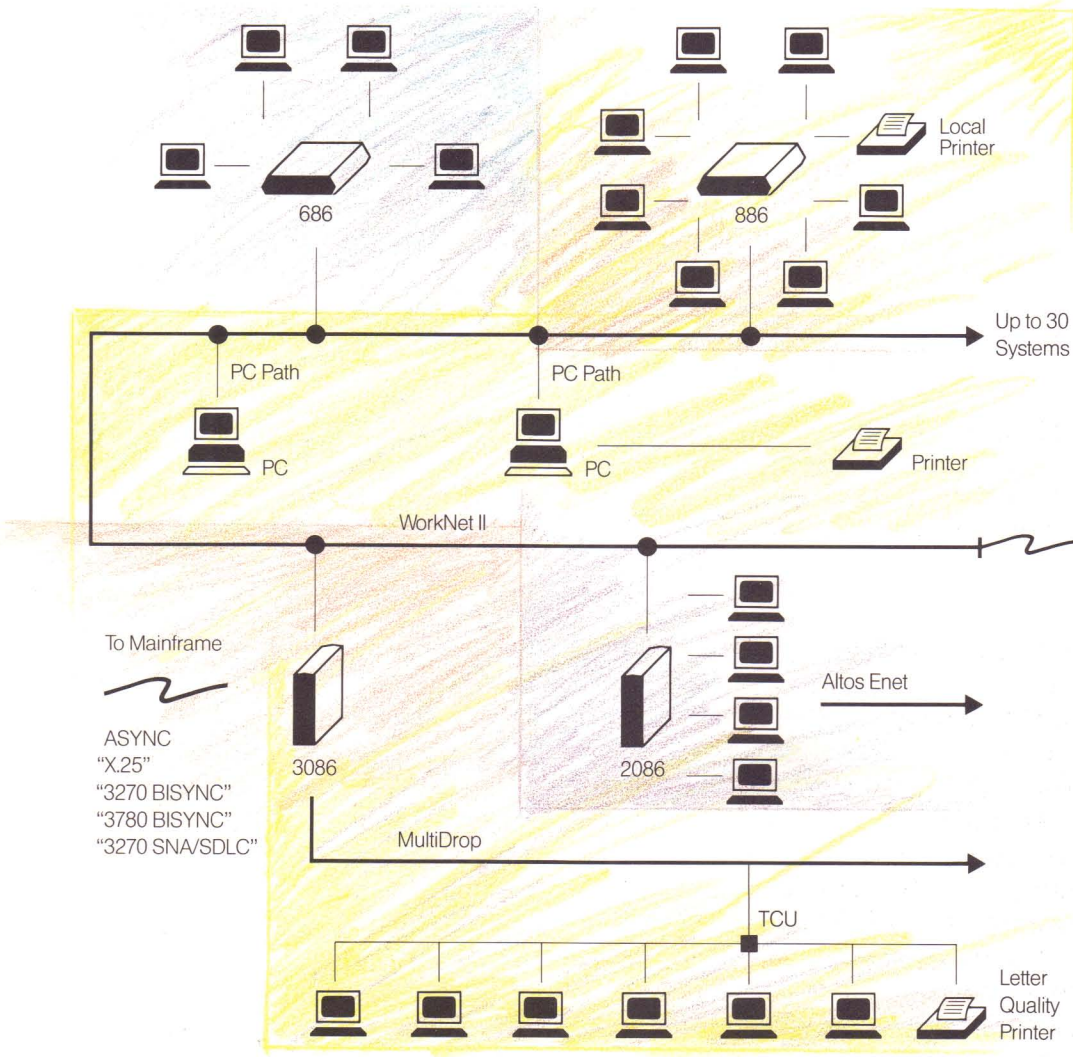 Local
Printer
686
886
Up to 30
Systems
PC Path
PC Path
PC
PC
Printer
WorkNet II
To Mainframe
ASYNC
“X.25”
“3270 BISYNC”
“3780 BISYNC”
“3270 SNA/SDLC”
3086
2086
Altos Enet
MultiDrop
TCU
Letter
Quality
Printer